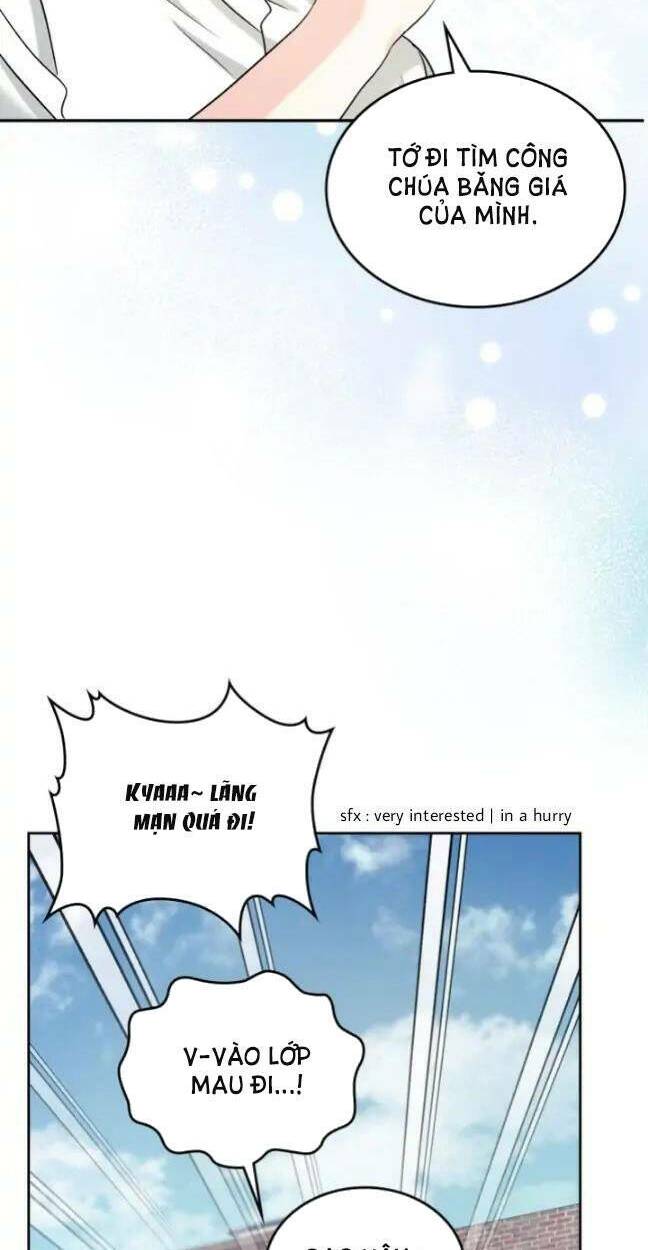 TỚ ĐI TÌM CÔNG
CHÚA BĂNG GIÁ
CỦA MÌNH.
KYAAA~ LÃNG
MẠN QUÁ ĐI!
sfx : very interested | in a hurry
V-VÀO LỚP
MAU ĐI...!